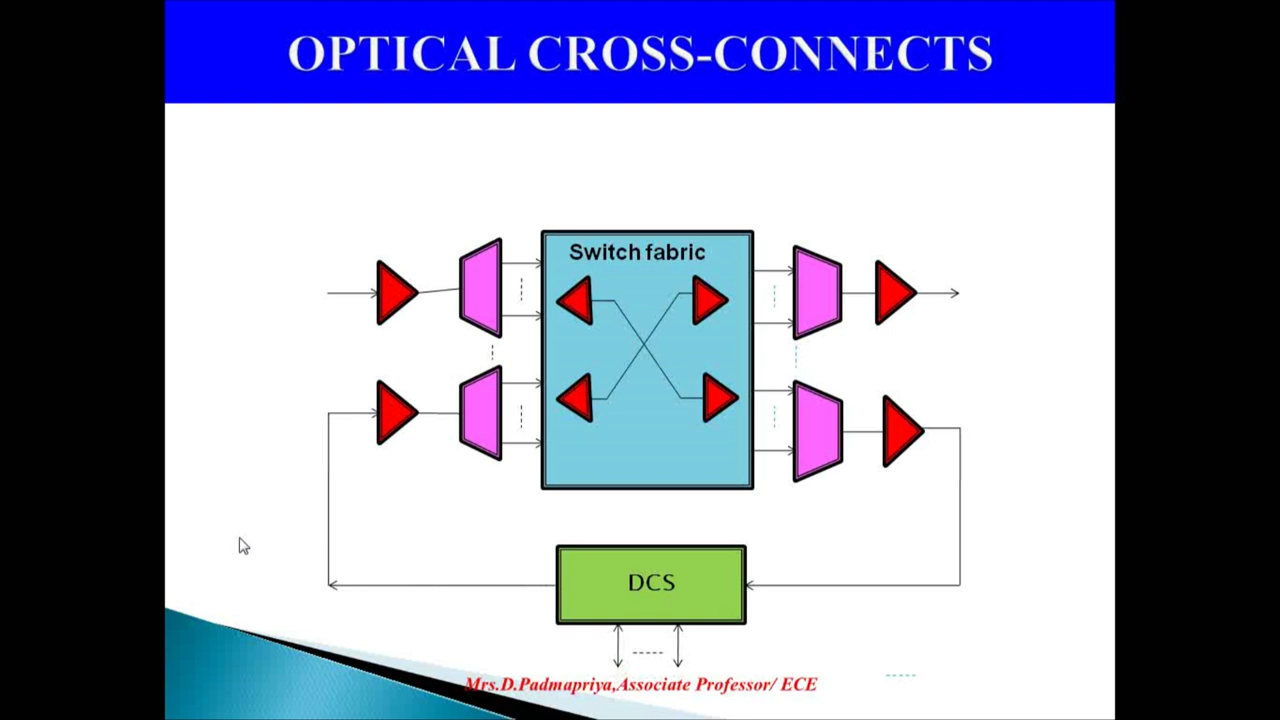 OPTICAL CROSS-CONNECTS
Switch fabric
DCS
Mrs.D.Padmapriya,Associate Professor/ ECE